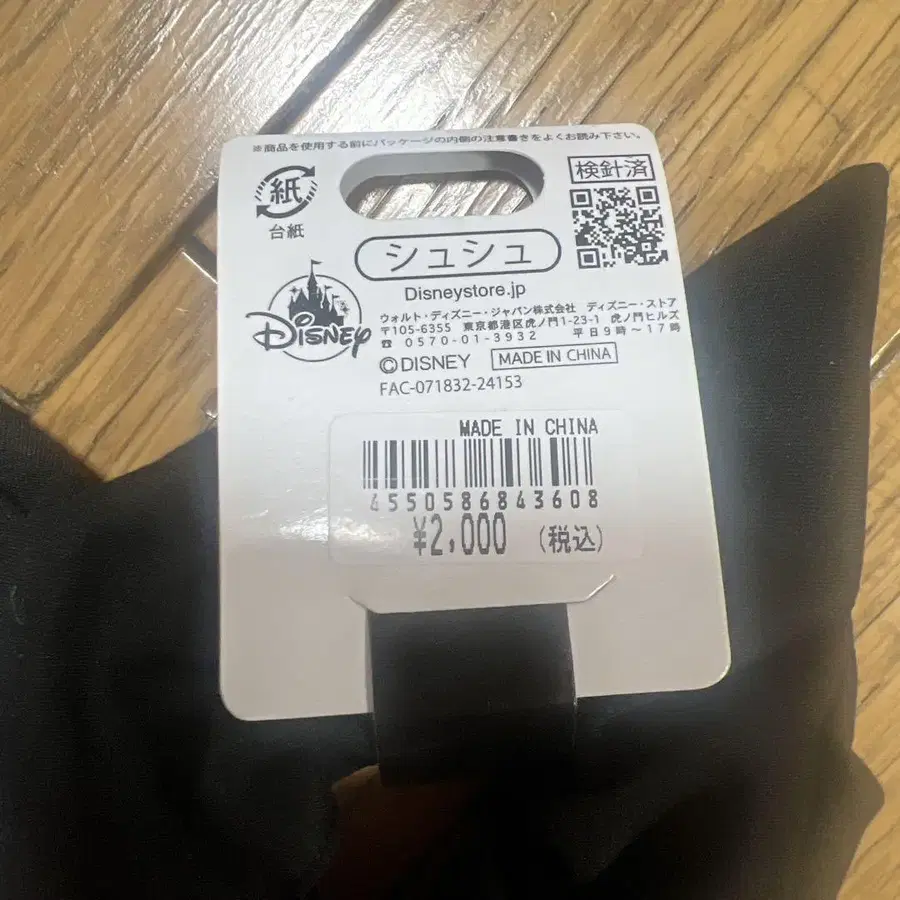 ※商品を使用する前にパッケージの内側の注意書きをよくお読み下さい。
紙
台紙
検針済
シュシュ
Disneystore.jp
Disney
ウォルト・ディズニー・ジャパン株式会社 ディズニー・ストア
〒105-6355 東京都港区虎ノ門1-23-1 虎ノ門ヒルズ
☎ 0570-01-3932 平日9時〜17時
©DISNEY MADE IN CHINA
FAC-071832-24153
MADE IN CHINA
4550586843608
¥2,000 (税込)